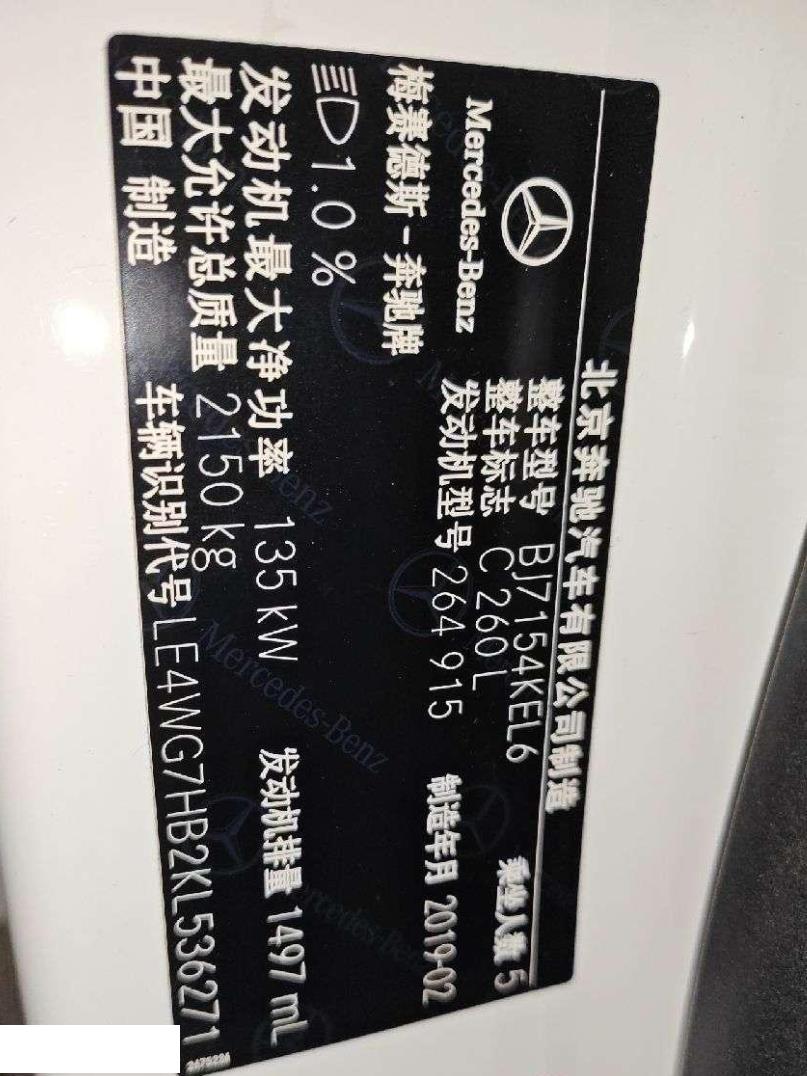 北京奔驰汽车有限公司制造
Mercedes-Benz
梅赛德斯-奔驰牌
整车型号 BJ7154KEL6 乘坐人数 5
整车标志 C 260 L
发动机型号 264 915 制造年月 2019-02
1.0 %
发动机最大净功率 135 kW 发动机排量 1497 mL
最大允许总质量 2150 kg
中国 制造 车辆识别代号 LE4WG7HB2KL536271
2675226